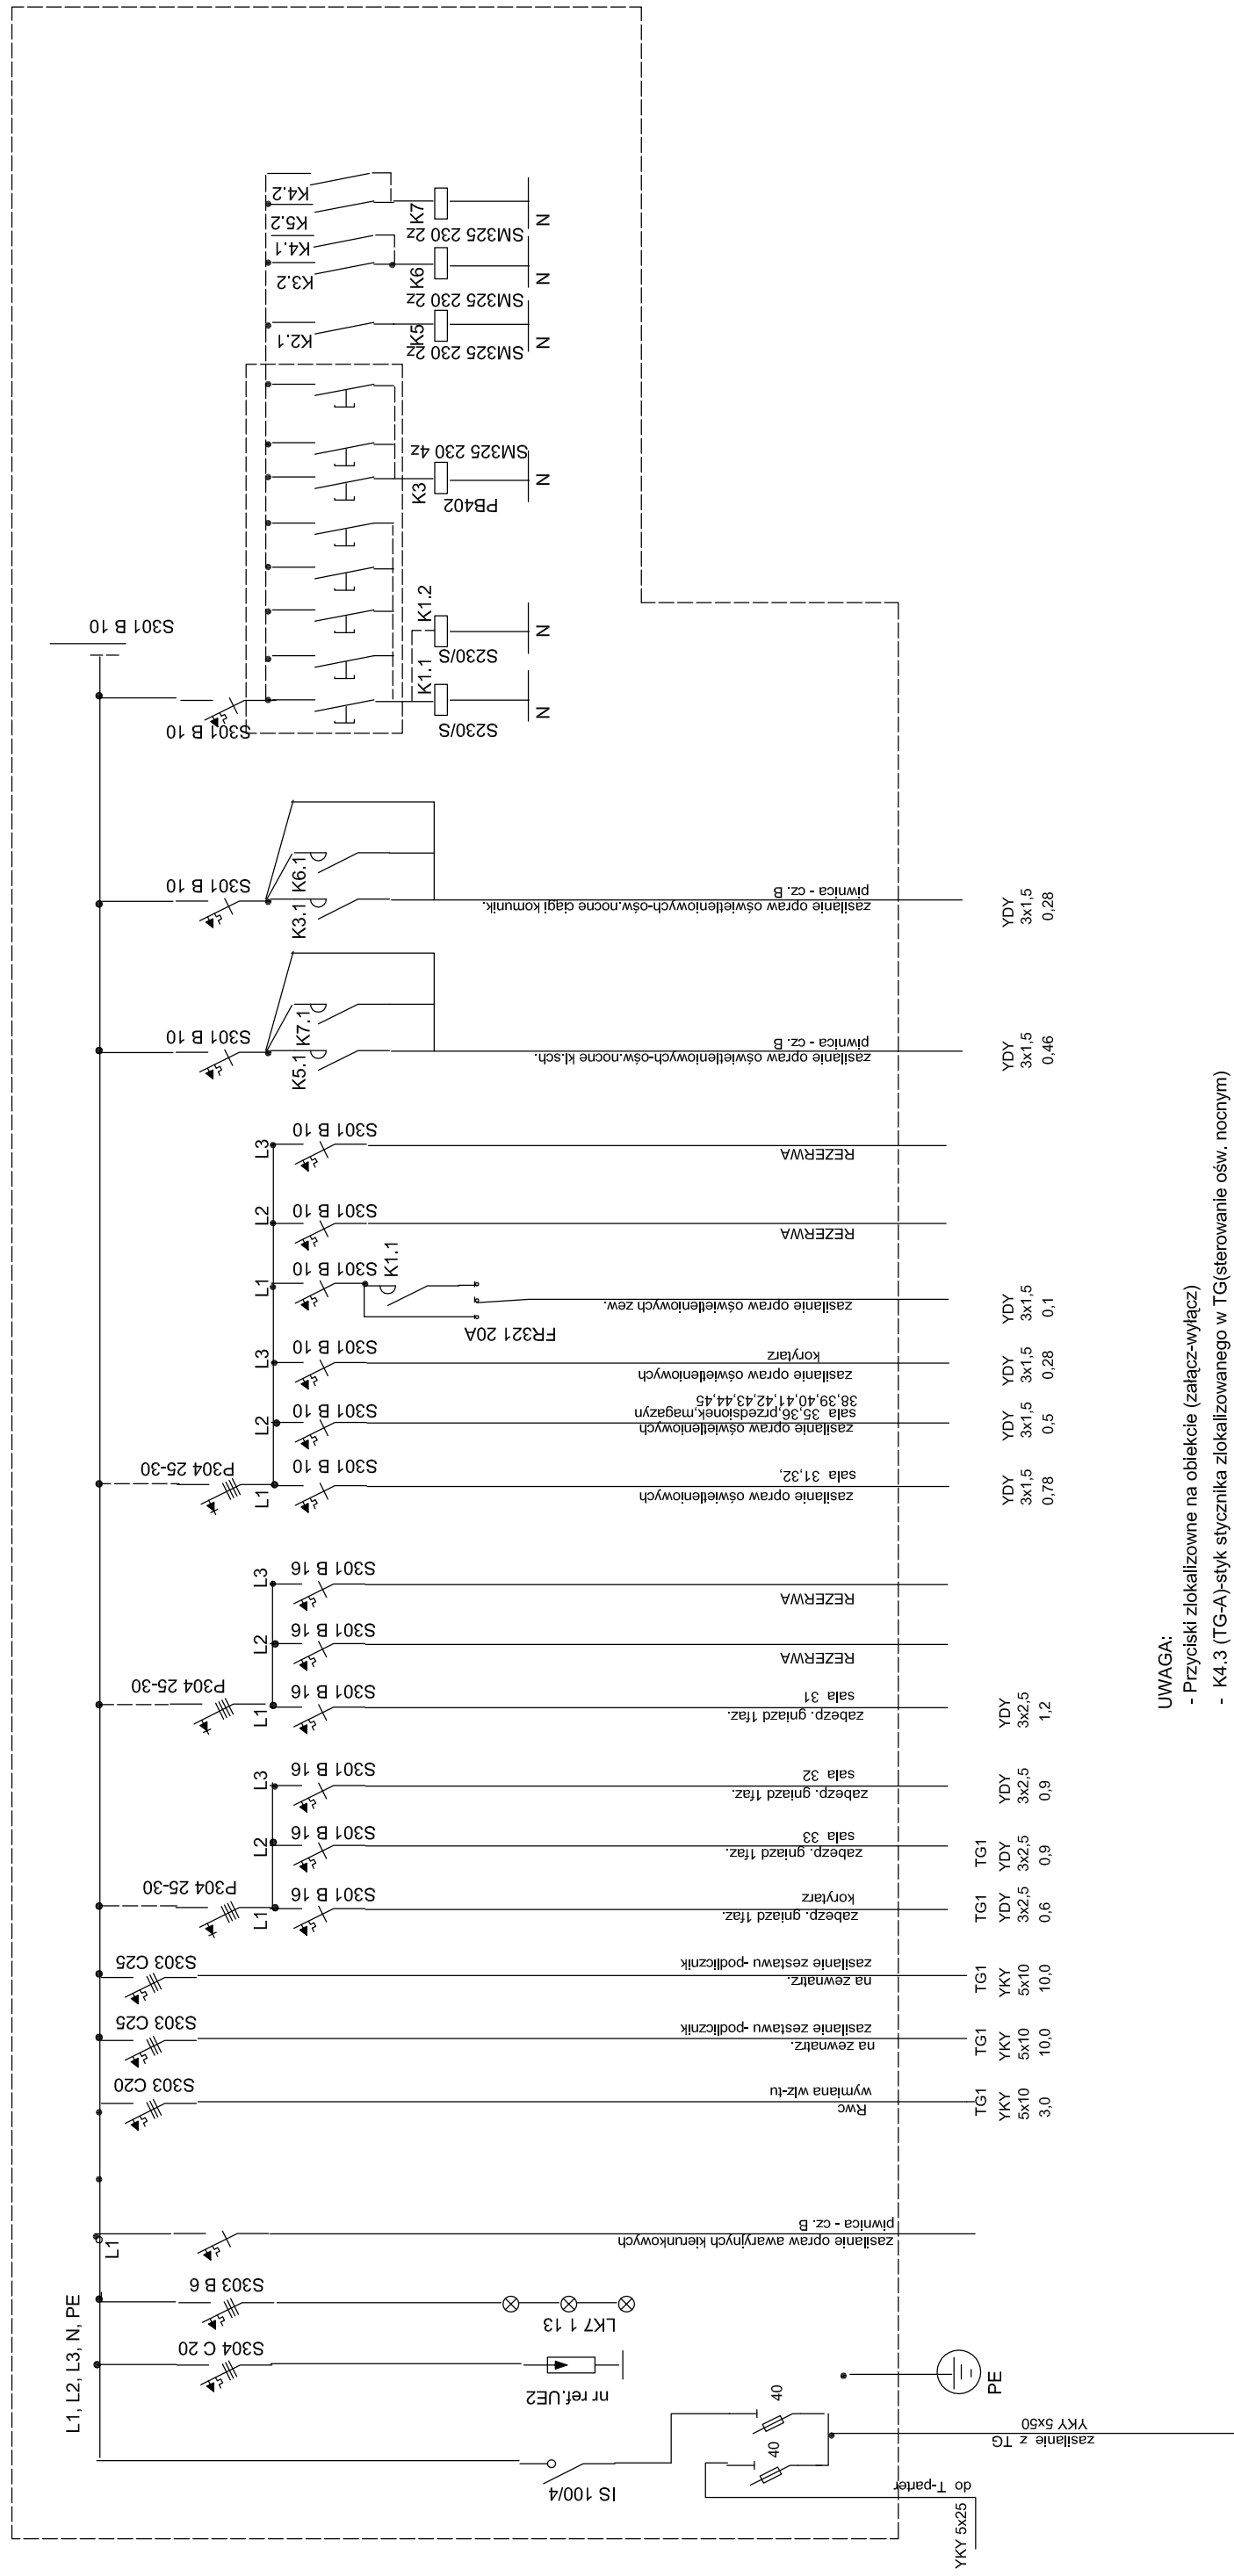 L1, L2, L3, N, PE
IS 100/4
40
40
do T-parter
YKY 5x25
zasilanie z TG
YKY 5x50
PE
S304 C 20
nr ref.UE2
S303 B 6
LK7 1 13
L1
zasilanie opraw awaryjnych kierunkowych
piwnica - cz. B
S303 C20
Rwc
wymiana wlz-tu
TG1
YKY
5x10
3,0
S303 C25
na zewnatrz.
zasilanie zestawu -podlicznik
TG1
YKY
5x10
10,0
S303 C25
na zewnatrz.
zasilanie zestawu -podlicznik
TG1
YKY
5x10
10,0
P304 25-30
L1
S301 B 16
zabezp. gniazd 1faz.
korytarz
TG1
YDY
3x2,5
0,6
L2
S301 B 16
zabezp. gniazd 1faz.
sala 33
TG1
YDY
3x2,5
0,9
L3
S301 B 16
zabezp. gniazd 1faz.
sala 32
YDY
3x2,5
0,9
P304 25-30
L1
S301 B 16
zabezp. gniazd 1faz.
sala 31
YDY
3x2,5
1,2
L2
S301 B 16
REZERWA
L3
S301 B 16
REZERWA
P304 25-30
L1
S301 B 10
zasilanie opraw oświetleniowych
sala 31,32,
YDY
3x1,5
0,78
L2
S301 B 10
zasilanie opraw oświetleniowych
sala 35,36,przedsionek,magazyn
38,39,40,41,42,43,44,45
YDY
3x1,5
0,5
L3
S301 B 10
zasilanie opraw oświetleniowych
korytarz
YDY
3x1,5
0,28
L1
S301 B 10
K1.1
FR321 20A
zasilanie opraw oświetleniowych zew.
YDY
3x1,5
0,1
L2
S301 B 10
REZERWA
L3
S301 B 10
REZERWA
S301 B 10
K5.1
K7.1
zasilanie opraw oświetleniowych-ośw.nocne kl.sch.
piwnica - cz. B
YDY
3x1,5
0,46
S301 B 10
K3.1
K6.1
zasilanie opraw oświetleniowych-ośw.nocne ciągi komunik.
piwnica - cz. B
YDY
3x1,5
0,28
S301 B 10
S301 B 10
K1.1
S230/S
N
K1.2
S230/S
N
K3
PB402
SM325 230 4z
N
K2.1
K5
SM325 230 2z
N
K3.2
K4.1
K6
SM325 230 2z
N
K5.2
K4.2
K7
SM325 230 2z
N
UWAGA:
- Przyciski zlokalizowne na obiekcie (załącz-wyłącz)
- K4.3 (TG-A)-styk stycznika zlokalizowanego w TG(sterowanie ośw. nocnym)